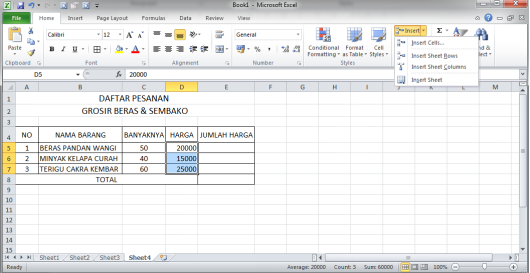 Book1 - Microsoft Excel
File Home Insert Page Layout Formulas Data Review View
Paste Calibri 12 General Conditional Formatting Format as Table Cell Styles Insert
Clipboard Font Alignment Number Styles
Insert Cells...
Insert Sheet Rows
Insert Sheet Columns
Insert Sheet
D5 fx 20000
A B C D E F G H I J M
1 DAFTAR PESANAN
2 GROSIR BERAS & SEMBAKO
3
4 NO NAMA BARANG BANYAKNYA HARGA JUMLAH HARGA
5 1 BERAS PANDAN WANGI 50 20000
6 2 MINYAK KELAPA CURAH 40 15000
7 3 TERIGU CAKRA KEMBAR 60 25000
8 TOTAL
9
10
11
12
13
14
15
Sheet1 Sheet2 Sheet3 Sheet4
Ready Average: 20000 Count: 3 Sum: 60000 100%